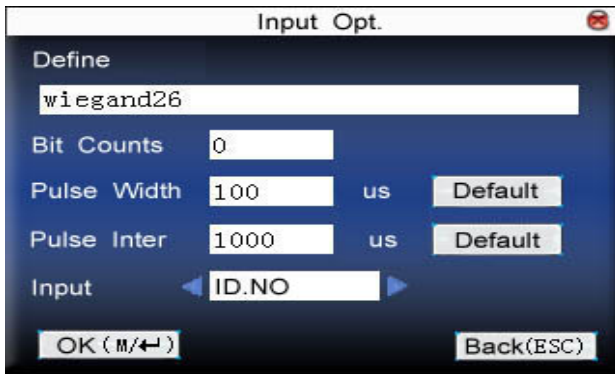 Input Opt.
Define
wiegand26
Bit Counts 0
Pulse Width 100 us Default
Pulse Inter 1000 us Default
Input ID.NO
OK(M/↵) Back(ESC)